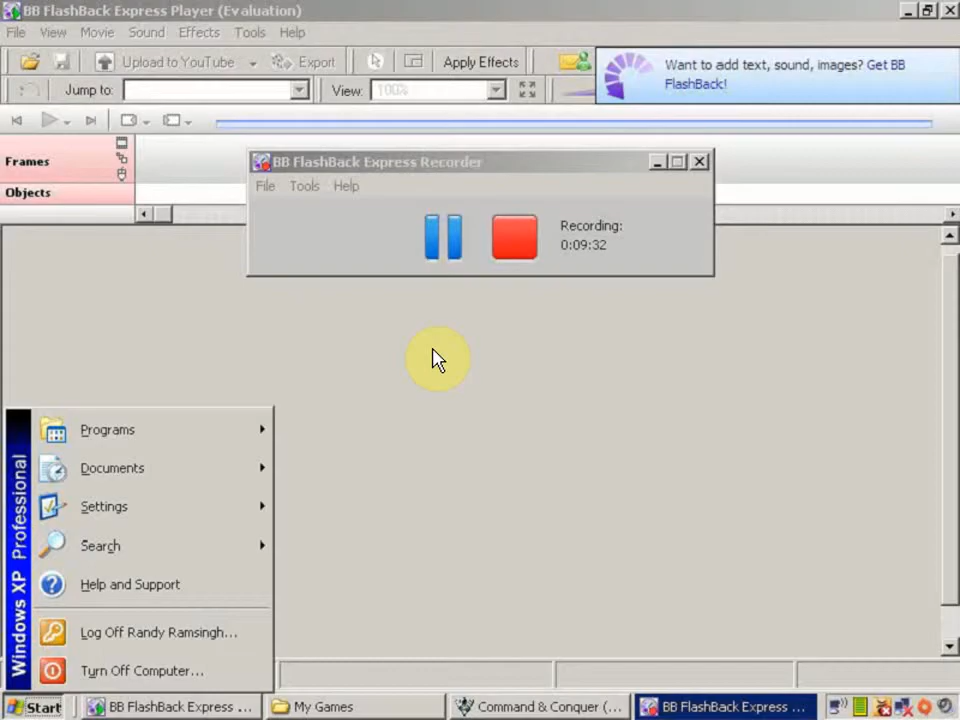 BB FlashBack Express Player (Evaluation)
File View Movie Sound Effects Tools Help
Upload to YouTube Export Apply Effects
Want to add text, sound, images? Get BB
FlashBack!
Jump to: View: 100%
Frames
Objects
BB FlashBack Express Recorder
File Tools Help
Recording:
0:09:32
Programs
Documents
Settings
Search
Help and Support
Log Off Randy Ramsingh...
Turn Off Computer...
Windows XP Professional
Start BB FlashBack Express ... My Games Command & Conquer (... BB FlashBack Express ...